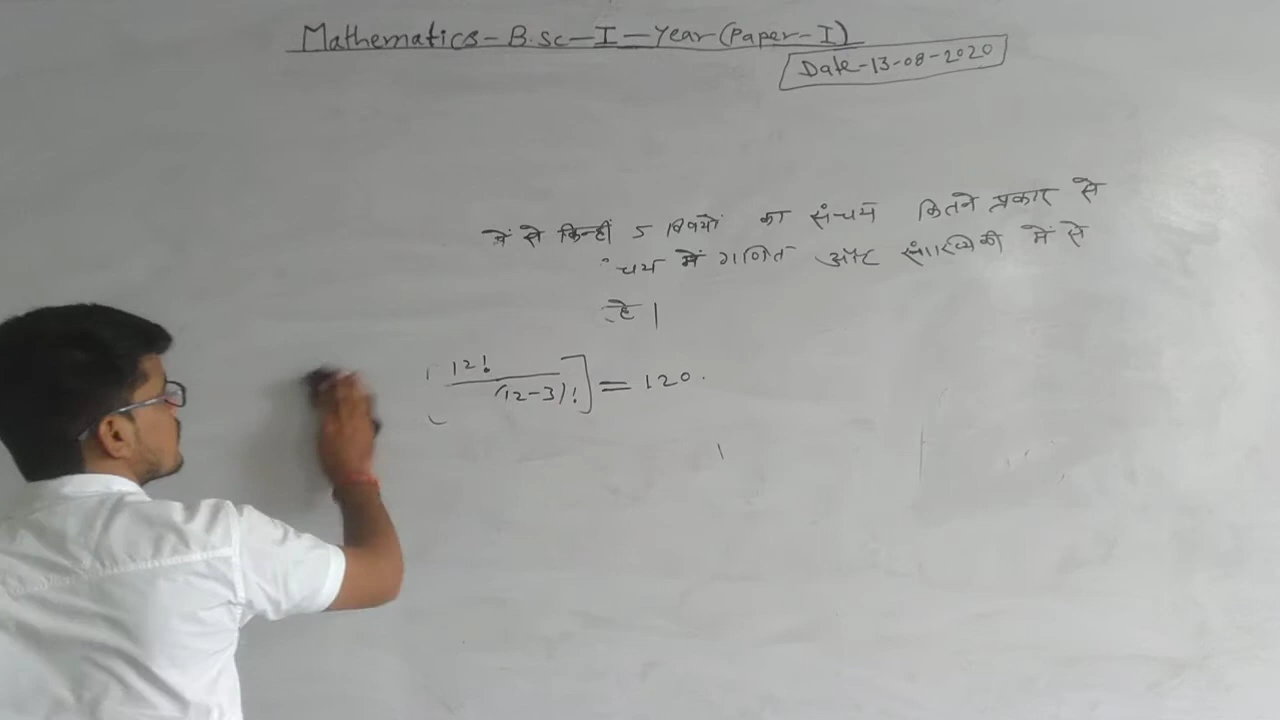 Mathematics-B.Sc-I-Year(Paper-I)
Date-13-08-2020
में से किन्हीं 5 विषयों का संचय कितने प्रकार से
चय में गणित और सांख्यिकी में से
है।
12!
(12-3)!] = 120.